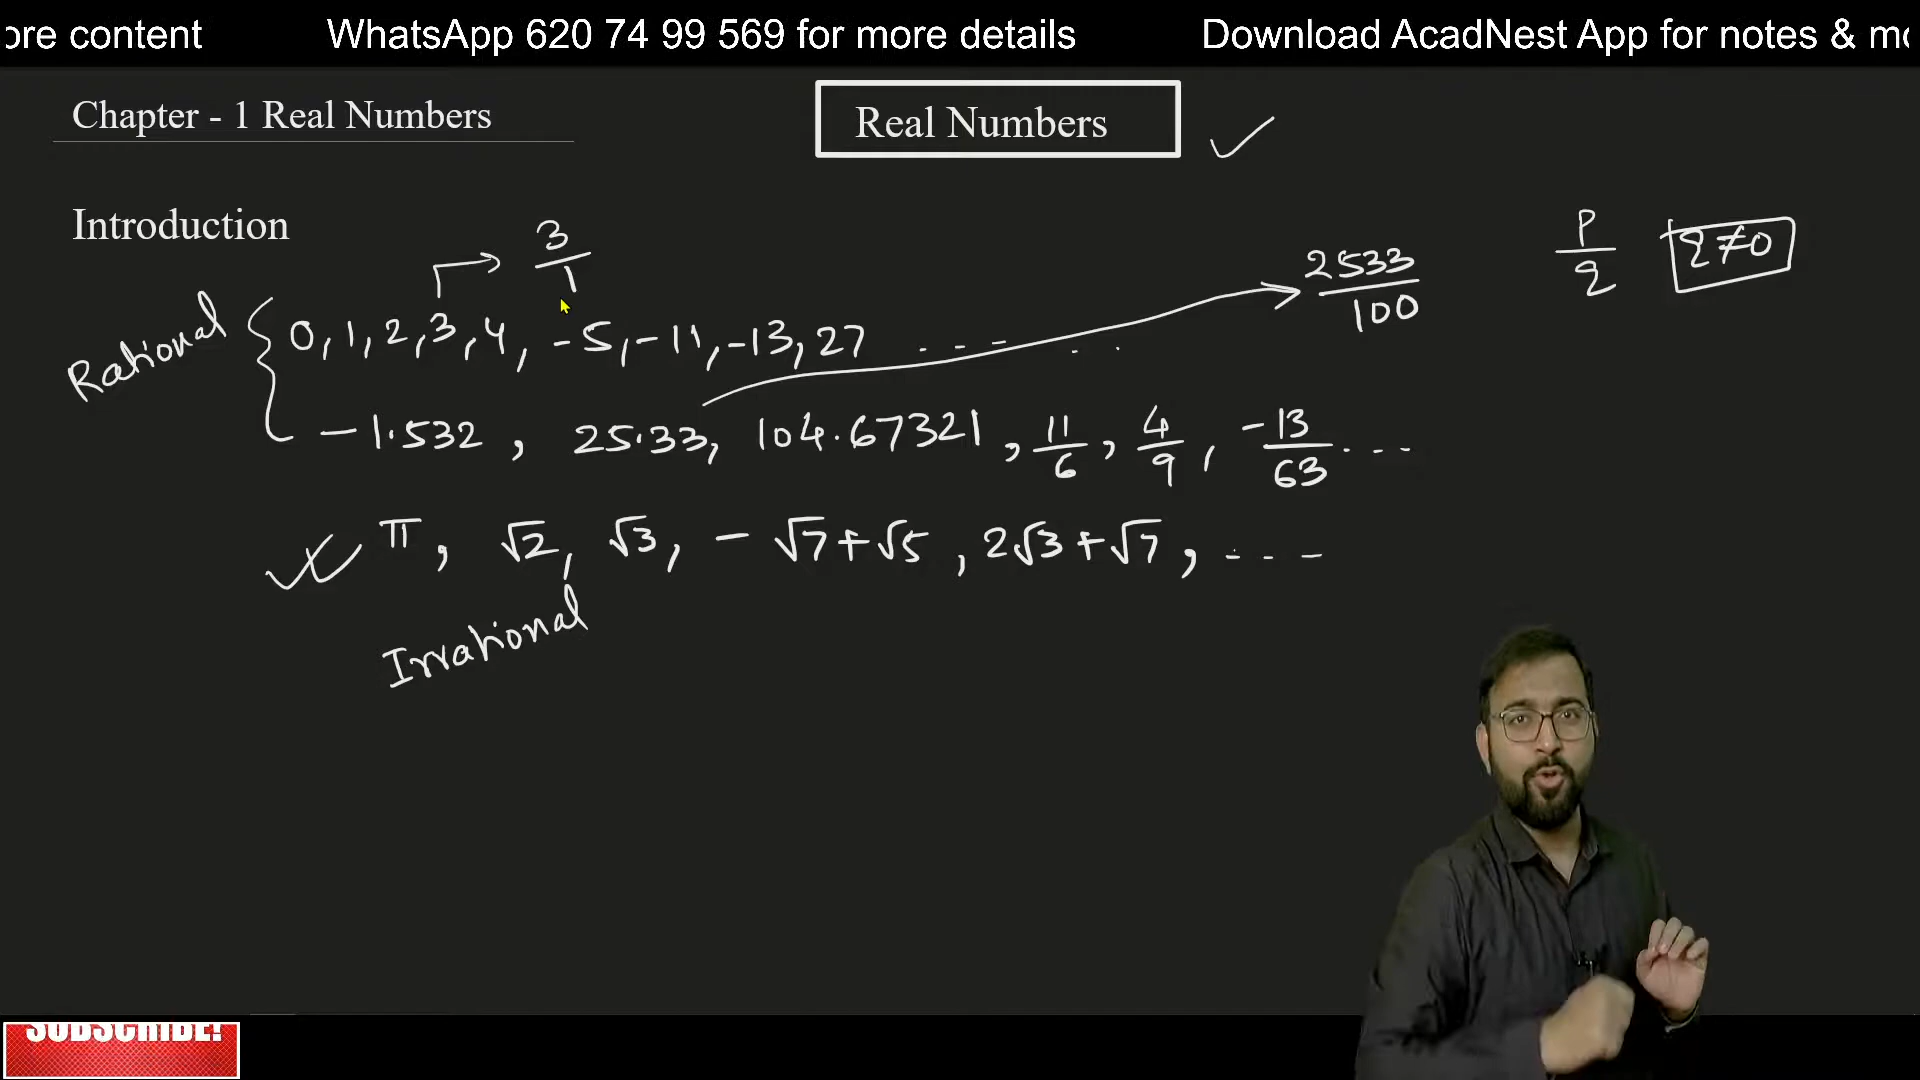 ore content WhatsApp 620 74 99 569 for more details Download AcadNest App for notes & mo
Chapter - 1 Real Numbers
Real Numbers
Introduction
3/1
2533/100
p/q q≠0
Rational
0, 1, 2, 3, 4, -5, -11, -13, 27 ...
-1.532, 25.33, 104.67321, 11/6, 4/9, -13/63 ...
π, √2, √3, -√7+√5, 2√3+√7, ...
Irrational
SUBSCRIBE!